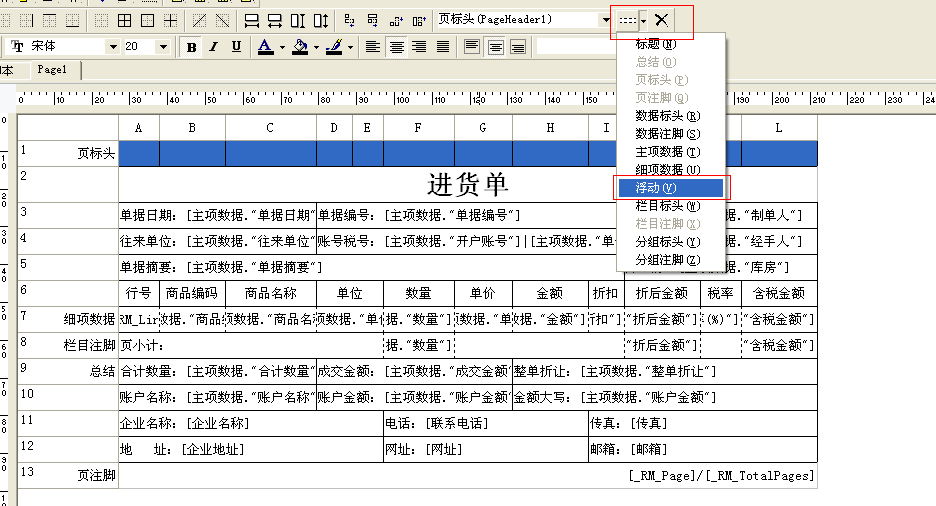 页标头(PageHeader1)
宋体 20 B I U A
本 Page1
标题(N)
总结(O)
页标头(P)
页注脚(Q)
数据标头(R)
数据注脚(S)
主项数据(T)
细项数据(U)
浮动(V)
栏目标头(W)
栏目注脚(X)
分组标头(Y)
分组注脚(Z)
0 10 20 30 40 50 60 70 80 90 100 110 120 130 140 150 190 200 210 220 230 24
A B C D E F G H I L
1 页标头
2 进货单
3 单据日期: [主项数据."单据日期" 单据编号: [主项数据."单据编号"] 据."制单人"]
4 往来单位: [主项数据."往来单位" 账号税号: [主项数据."开户账号"]|[主项数据."单 据."经手人"]
5 单据摘要: [主项数据."单据摘要"] 据."库房"]
6 行号 商品编码 商品名称 单位 数量 单价 金额 折扣 折后金额 税率 含税金额
7 细项数据 RM_Lin 数据."商品 项数据."商品名 项数据."单位 据."数量"] 项数据."单 数据."金额"] 折扣"] "折后金额"] (%)"] "含税金额"]
8 栏目注脚 页小计: 据."数量"] "折后金额"] "含税金额"]
9 总结 合计数量: [主项数据."合计数量" 成交金额: [主项数据."成交金额" 整单折让: [主项数据."整单折让"]
10 账户名称: [主项数据."账户名称" 账户金额: [主项数据."账户金额" 金额大写: [主项数据."账户金额"]
11 企业名称: [企业名称] 电话: [联系电话] 传真: [传真]
12 地 址: [企业地址] 网址: [网址] 邮箱: [邮箱]
13 页注脚 [_RM_Page]/[_RM_TotalPages]